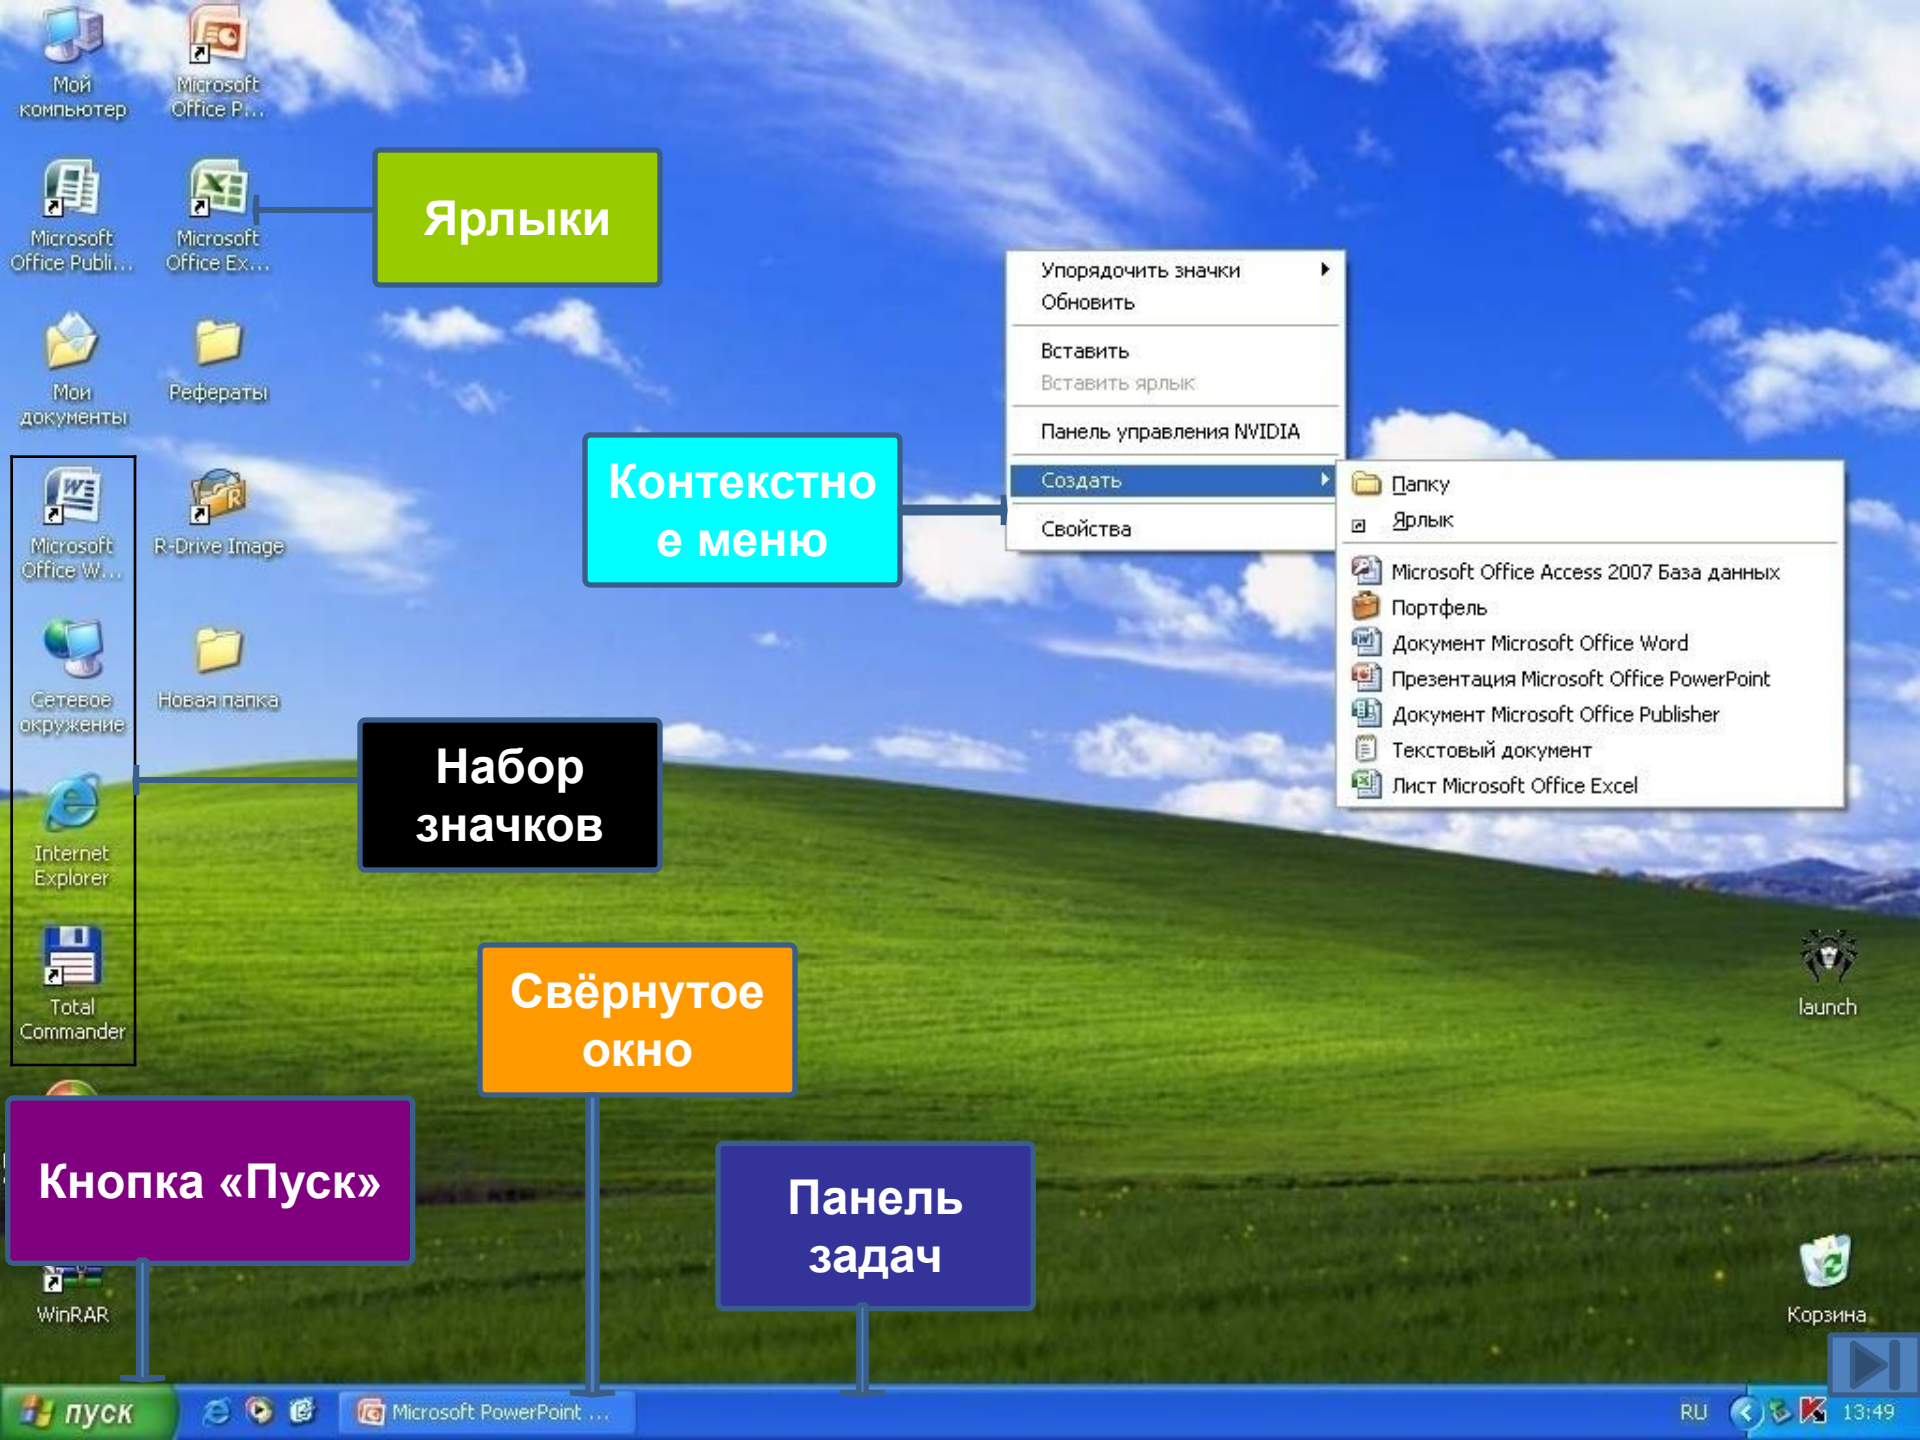 Мой
компьютер
Microsoft
Office P...
Microsoft
Office Publi...
Microsoft
Office Ex...
Ярлыки
Мои
документы
Рефераты
Microsoft
Office W...
R-Drive Image
Сетевое
окружение
Новая папка
Internet
Explorer
Total
Commander
WinRAR
Упорядочить значки
Обновить
Вставить
Вставить ярлык
Панель управления NVIDIA
Создать
Свойства
Папку
Ярлык
Microsoft Office Access 2007 База данных
Портфель
Документ Microsoft Office Word
Презентация Microsoft Office PowerPoint
Документ Microsoft Office Publisher
Текстовый документ
Лист Microsoft Office Excel
Контекстно
е меню
Набор
значков
Свёрнутое
окно
Кнопка «Пуск»
Панель
задач
launch
Корзина
пуск
Microsoft PowerPoint ...
RU
13:49